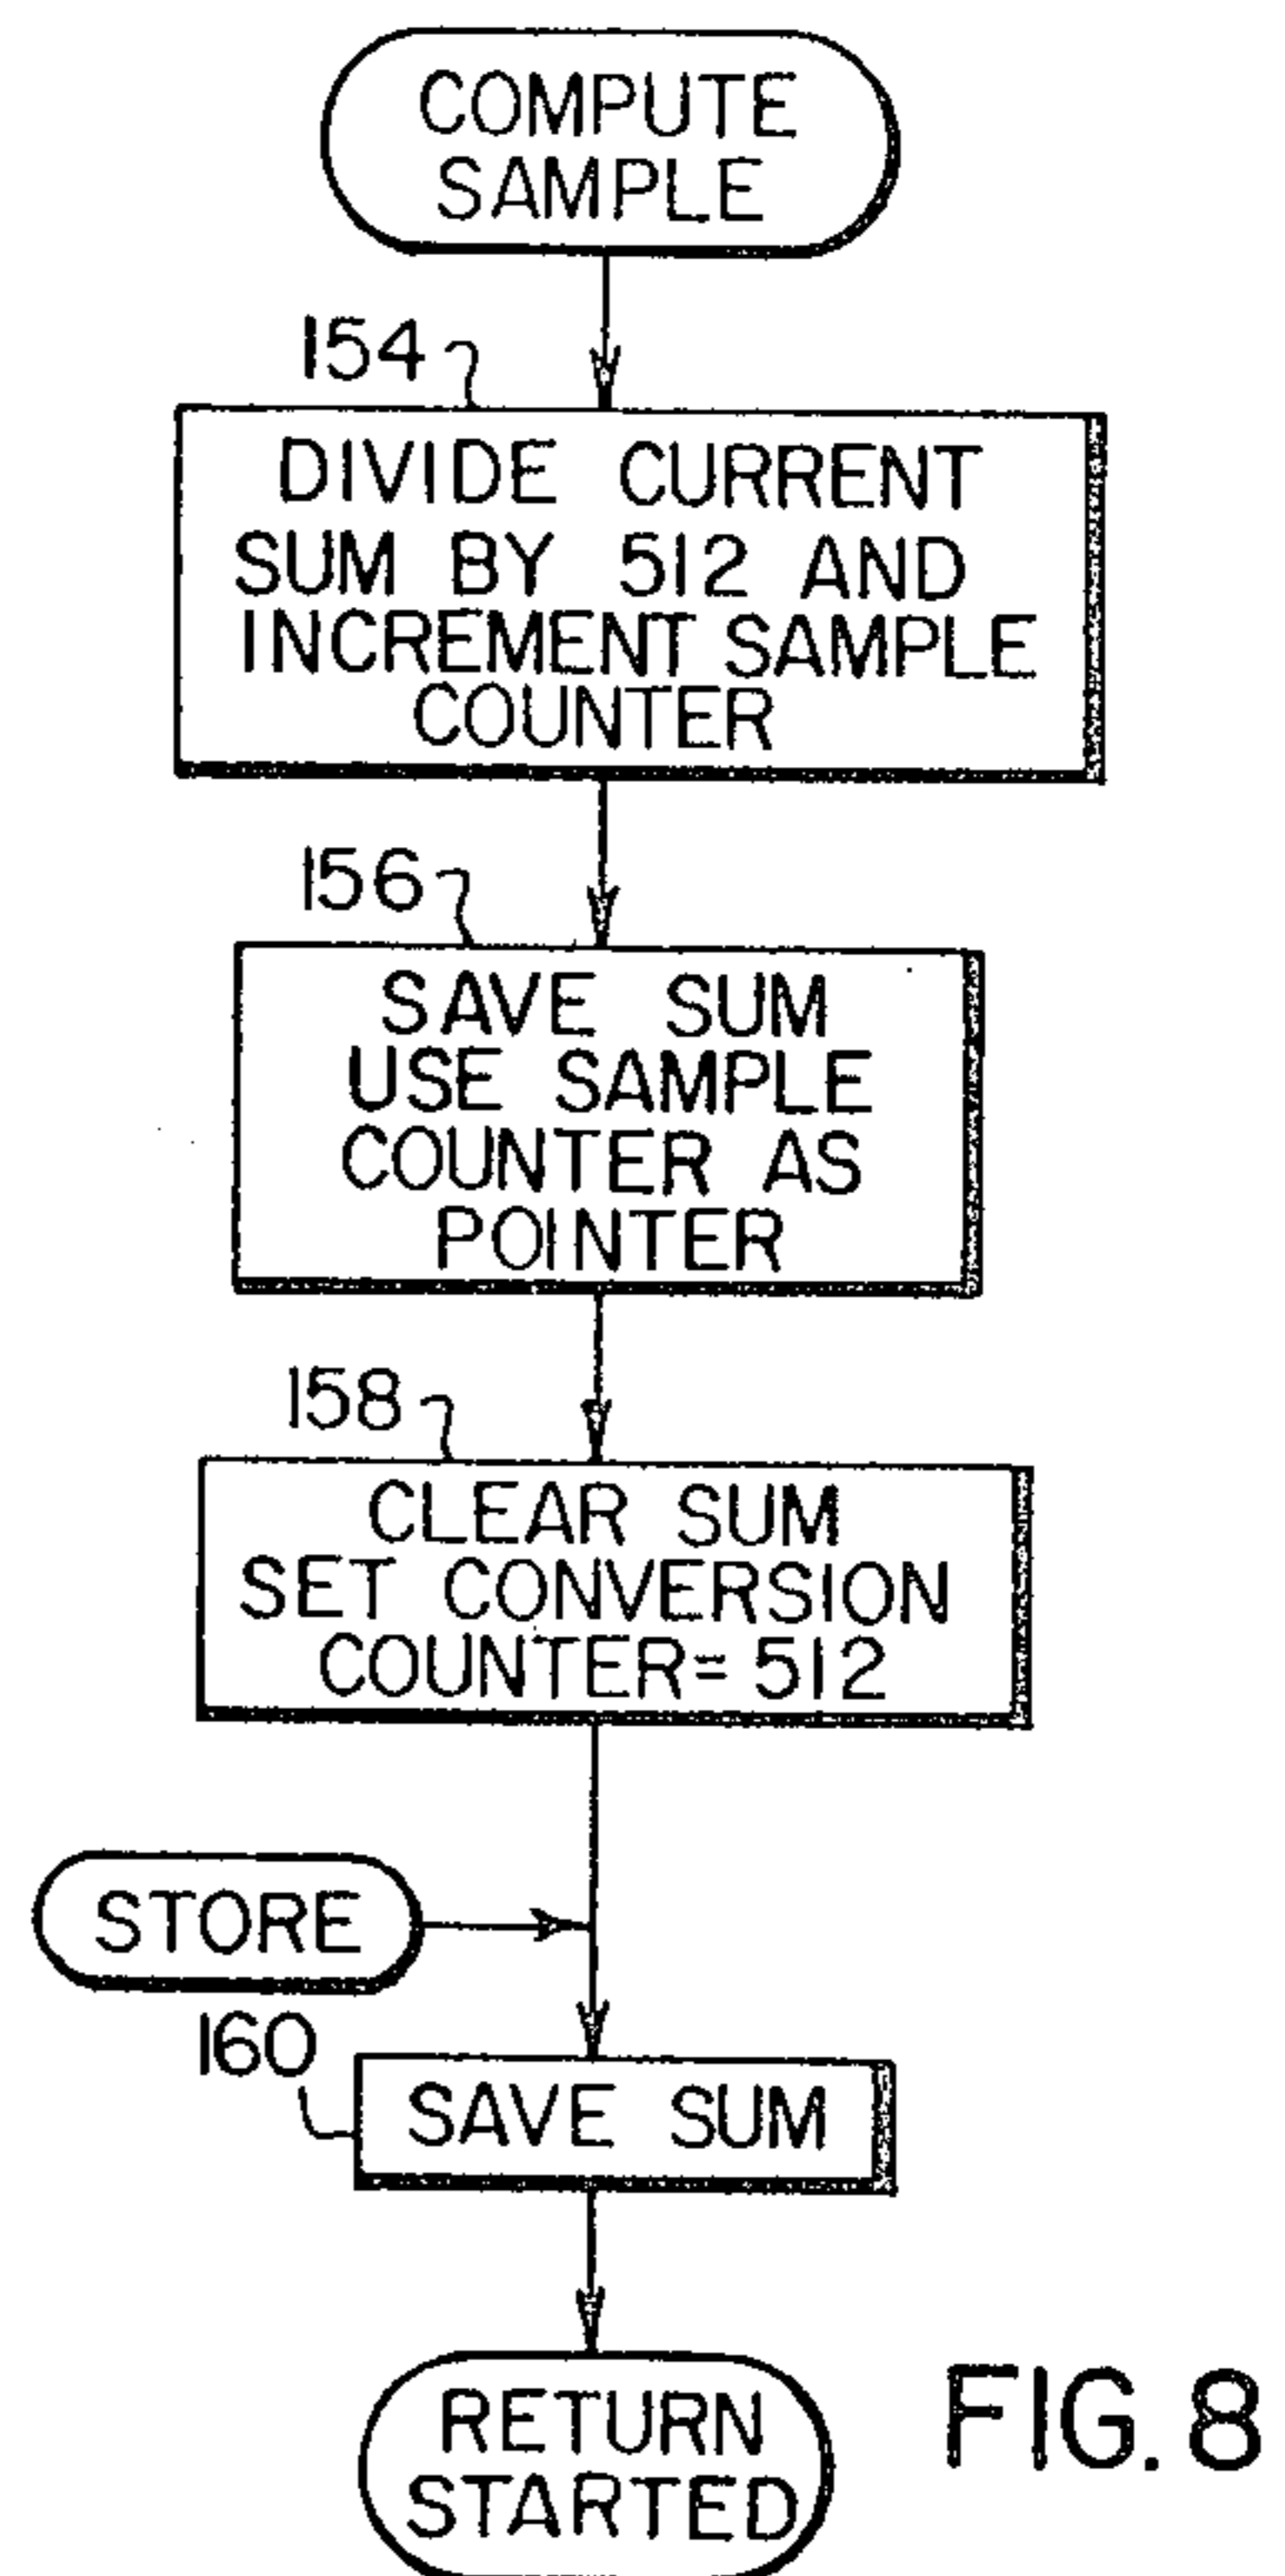 COMPUTE
SAMPLE
154
DIVIDE CURRENT
SUM BY 512 AND
INCREMENT SAMPLE
COUNTER
156
SAVE SUM
USE SAMPLE
COUNTER AS
POINTER
158
CLEAR SUM
SET CONVERSION
COUNTER=512
STORE
160
SAVE SUM
RETURN
STARTED
FIG. 8